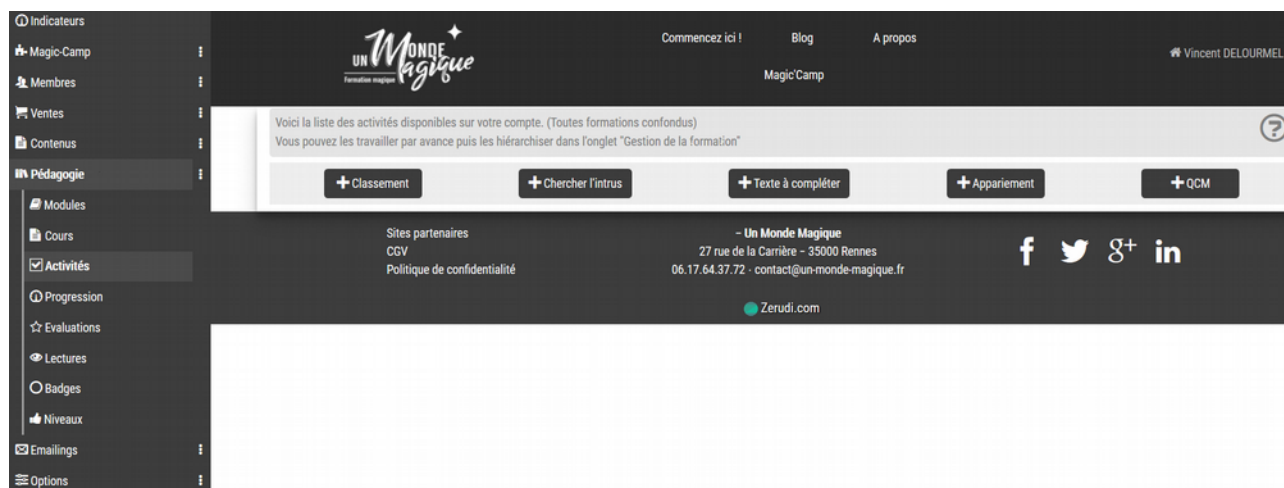 Indicateurs
Magic-Camp
Membres
Ventes
Contenus
Pédagogie
Modules
Cours
Activités
Progression
Evaluations
Lectures
Badges
Niveaux
Emailings
Options
UN MONDE Magique
Formation magique
Commencez ici !
Blog
A propos
Magic'Camp
Vincent DELOURMEL
Voici la liste des activités disponibles sur votre compte. (Toutes formations confondus)
Vous pouvez les travailler par avance puis les hiérarchiser dans l'onglet "Gestion de la formation"
?
+Classement
+Chercher l'intrus
+Texte à compléter
+Appariement
+QCM
Sites partenaires
CGV
Politique de confidentialité
– Un Monde Magique
27 rue de la Carrière – 35000 Rennes
06.17.64.37.72 · contact@un-monde-magique.fr
Zerudi.com
f
g+
in